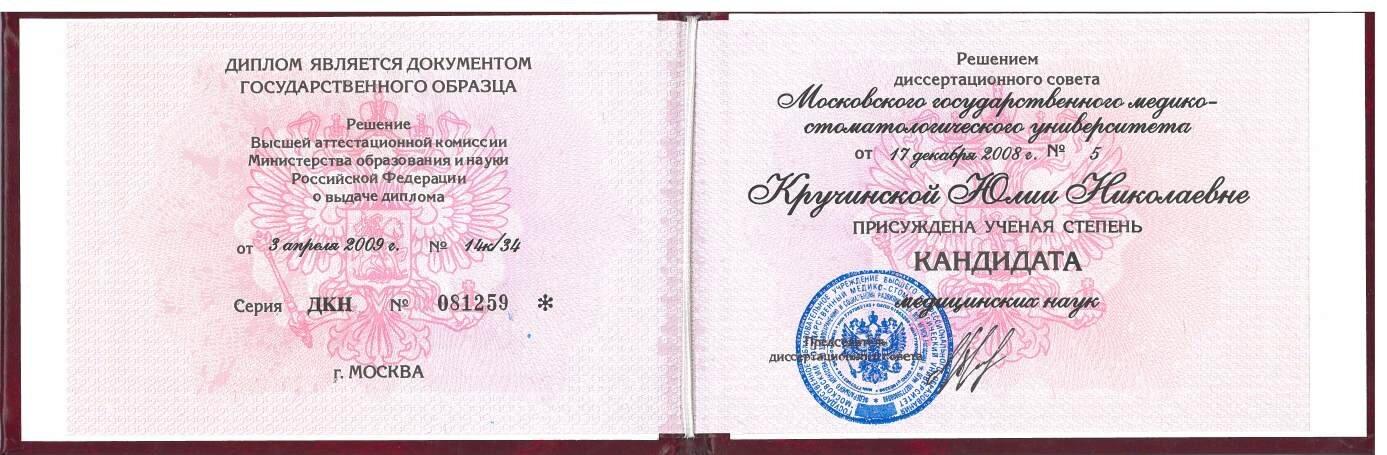 ДИПЛОМ ЯВЛЯЕТСЯ ДОКУМЕНТОМ
ГОСУДАРСТВЕННОГО ОБРАЗЦА
Решение
Высшей аттестационной комиссии
Министерства образования и науки
Российской Федерации
о выдаче диплома
от 3 апреля 2009 г. № 14к/34
Серия ДКН № 081259 *
г. МОСКВА
Решением
диссертационного совета
Московского государственного медико-
стоматологического университета
от 17 декабря 2008 г. № 5
Кручинской Юлии Николаевне
ПРИСУЖДЕНА УЧЕНАЯ СТЕПЕНЬ
КАНДИДАТА
медицинских наук
Председатель
диссертационного совета